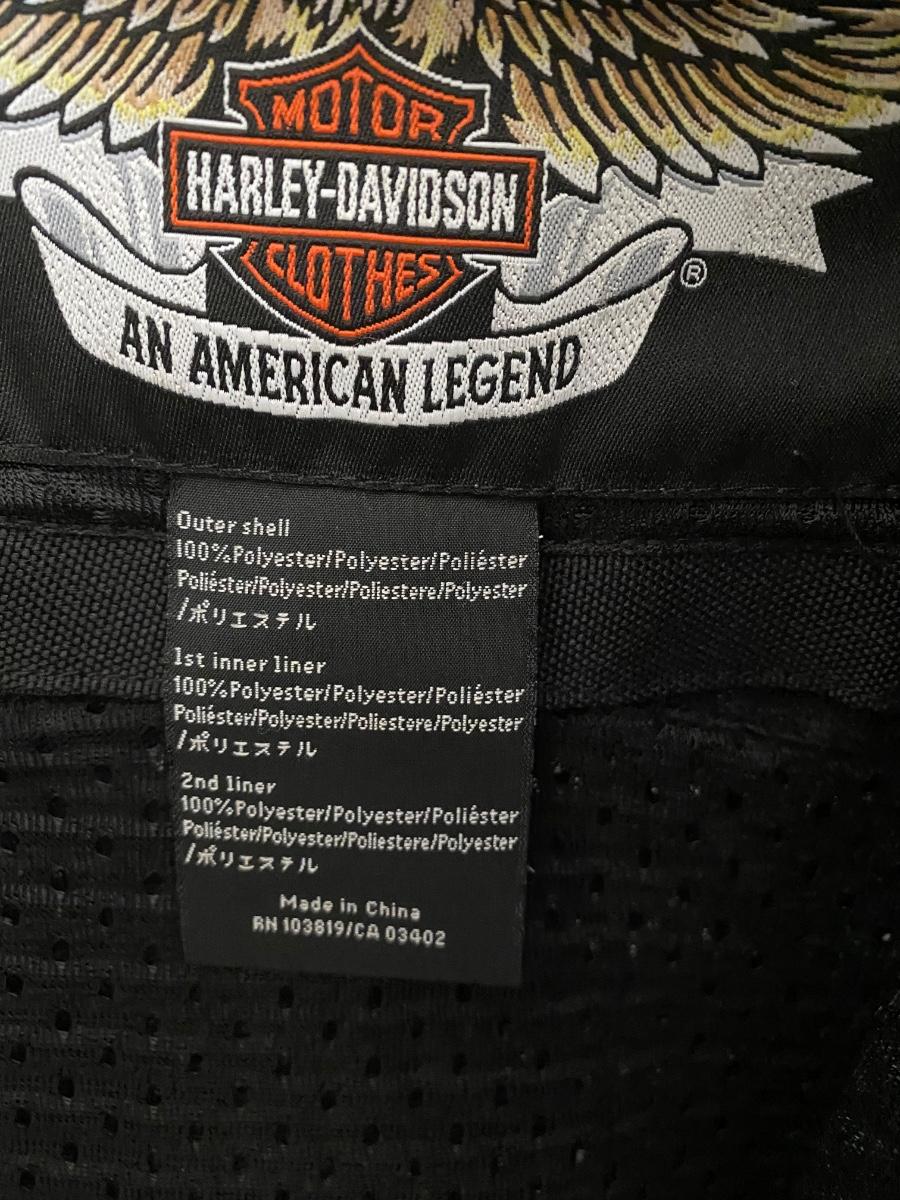 MOTOR
HARLEY-DAVIDSON
CLOTHES
®
AN AMERICAN LEGEND
Outer shell
100%Polyester/Polyester/Poliéster
Poliéster/Polyester/Poliestere/Polyester
/ポリエステル
1st inner liner
100%Polyester/Polyester/Poliéster
Poliéster/Polyester/Poliestere/Polyester
/ポリエステル
2nd liner
100%Polyester/Polyester/Poliéster
Poliéster/Polyester/Poliestere/Polyester
/ポリエステル
Made in China
RN 103819/CA 03402